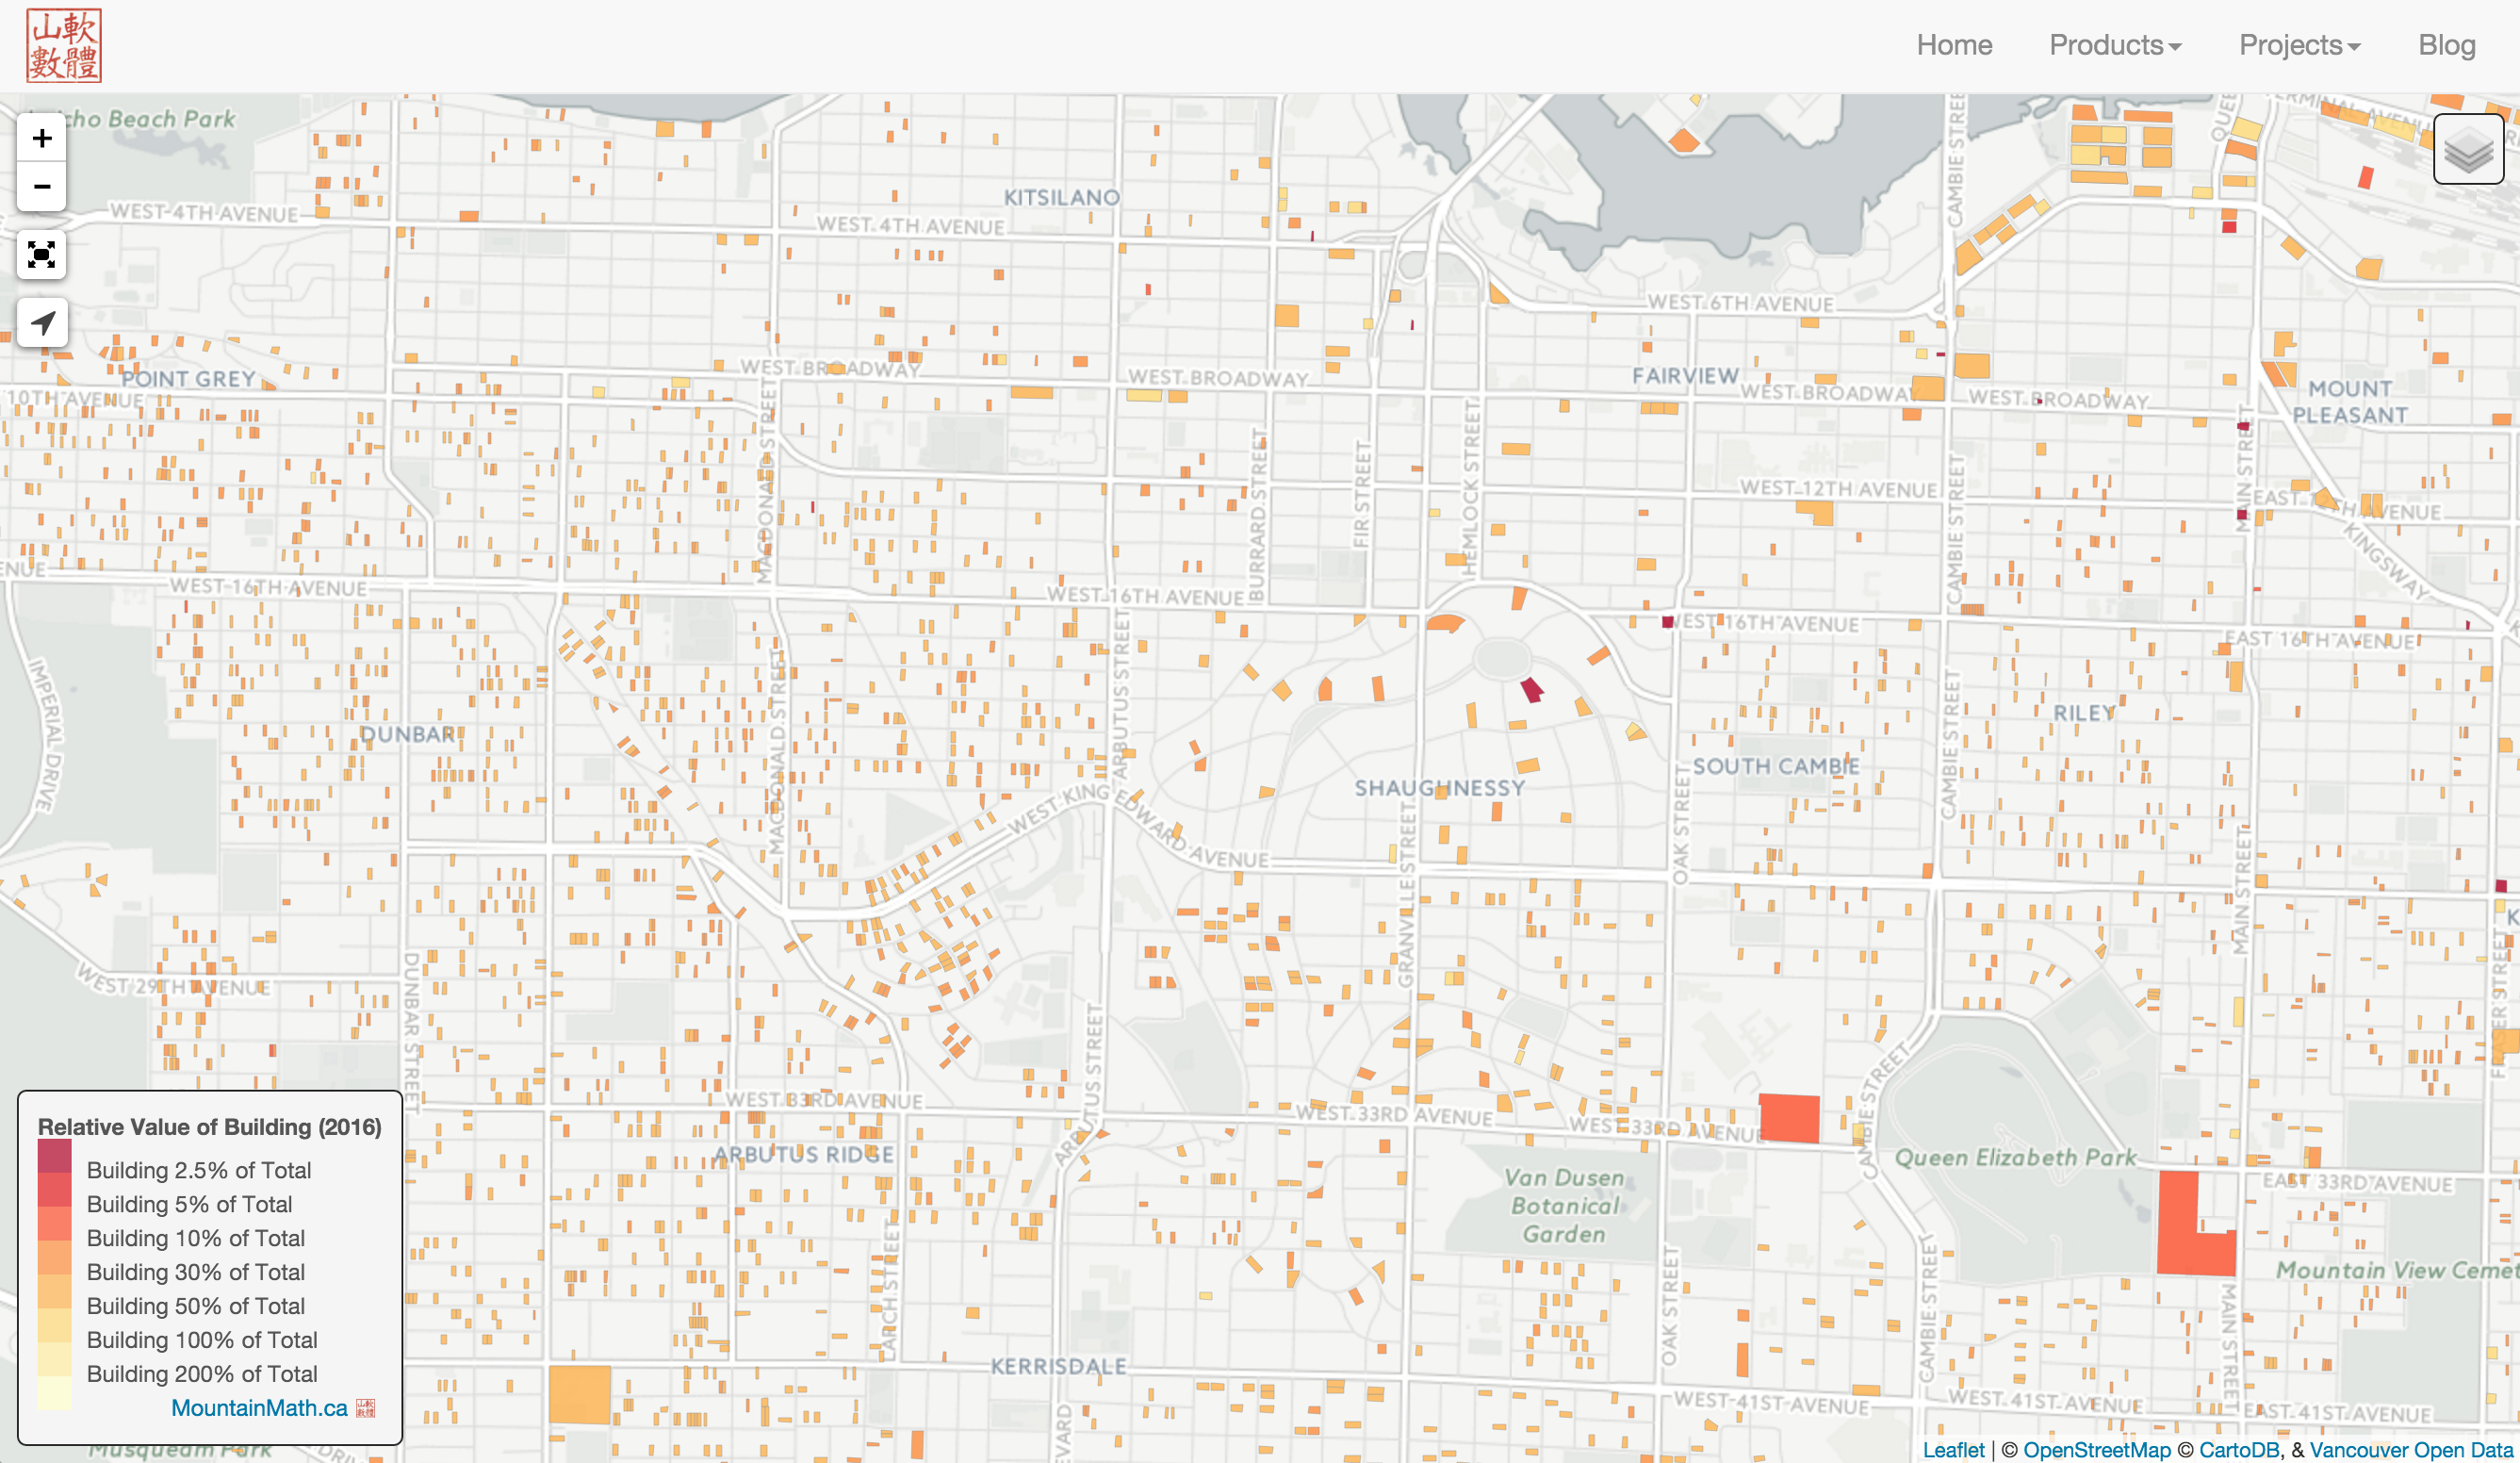 山軟
數體
Home
Products
Projects
Blog
cho Beach Park
+
−
KITSILANO
WEST 4TH AVENUE
WEST 4TH AVENUE
CAMBIE STREET
QUEE
TERMINAL AVENU
WEST 6TH AVENUE
POINT GREY
10TH AVENUE
WEST BROADWAY
WEST BROADWAY
FAIRVIEW
WEST BROADWAY
WEST BROADWAY
MOUNT
PLEASANT
MACDONALD STREET
BURRARD STREET
FIR STREET
HEMLOCK STREET
WEST 12TH AVENUE
CAMBIE STREET
MAIN STREET
EAST 12TH AVENUE
KINGSWAY
ENUE
WEST 16TH AVENUE
WEST 16TH AVENUE
WEST 16TH AVENUE
EAST 16TH AVENUE
IMPERIAL DRIVE
DUNBAR
MACDONALD STREET
ARBUTUS STREET
SHAUGHNESSY
SOUTH CAMBIE
RILEY
CAMBIE STREET
WEST KING EDWARD AVENUE
GRANVILLE STREET
OAK STREET
MAIN STREET
K
WEST 29TH AVENUE
DUNBAR STREET
ARBUTUS STREET
FRASER STREET
WEST 33RD AVENUE
WEST 33RD AVENUE
WEST 33RD AVENUE
CAMBIE STREET
ARBUTUS RIDGE
Queen Elizabeth Park
EAST 33RD AVENUE
Van Dusen
Botanical
Garden
Mountain View Cemet
LARCH STREET
OAK STREET
CAMBIE STREET
MAIN STREET
KERRISDALE
WEST 41ST AVENUE
WEST 41ST AVENUE
EAST 41ST AVENUE
EVARD
Relative Value of Building (2016)
Building 2.5% of Total
Building 5% of Total
Building 10% of Total
Building 30% of Total
Building 50% of Total
Building 100% of Total
Building 200% of Total
MountainMath.ca
Musqueam Park
DRIV
Leaflet | © OpenStreetMap © CartoDB, & Vancouver Open Data